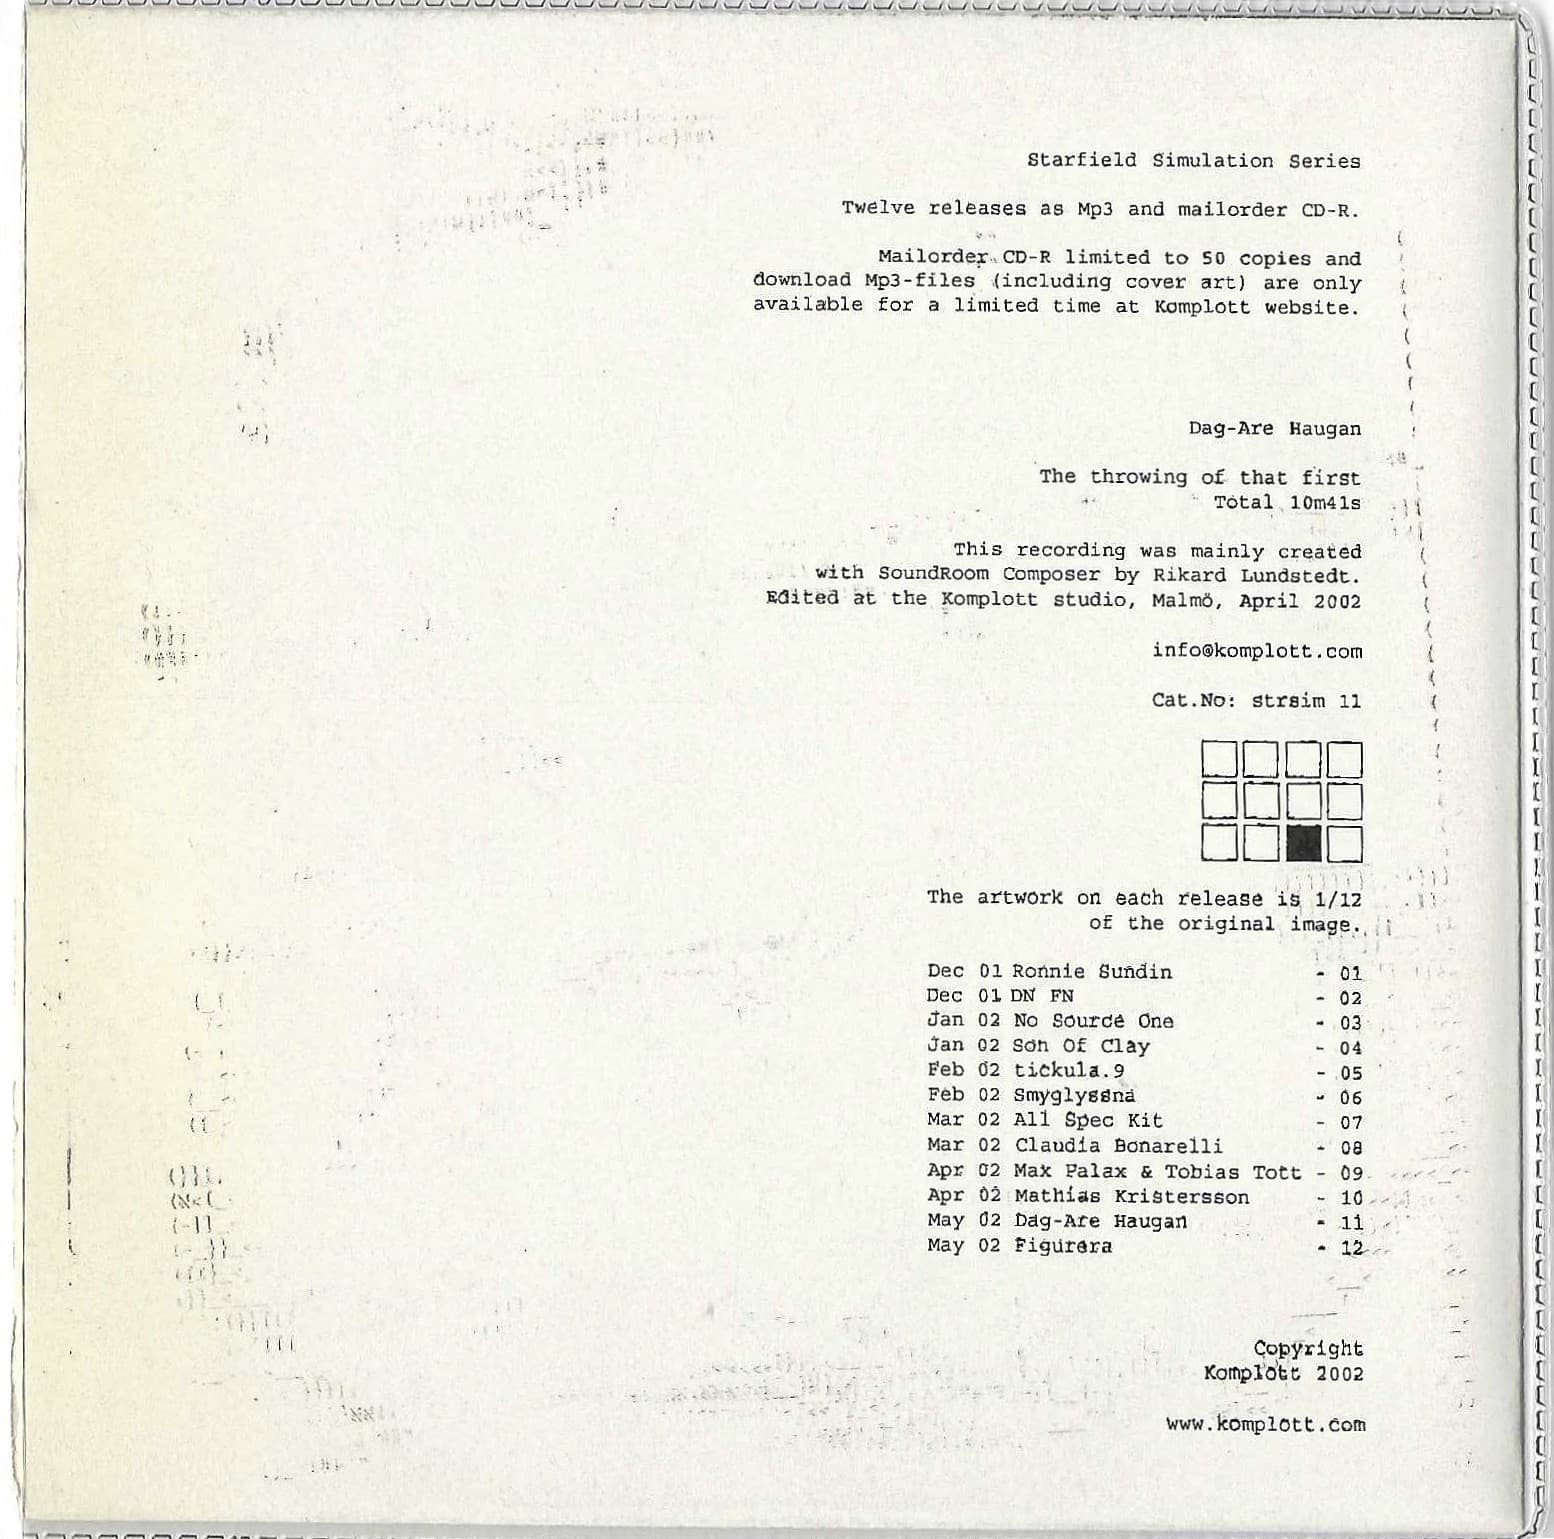 Starfield Simulation Series
Twelve releases as Mp3 and mailorder CD-R.
Mailorder CD-R limited to 50 copies and
download Mp3-files (including cover art) are only
available for a limited time at Komplott website.
Dag-Are Haugan
The throwing of that first
Total 10m41s
This recording was mainly created
with SoundRoom Composer by Rikard Lundstedt.
Edited at the Komplott studio, Malmö, April 2002
info@komplott.com
Cat.No: strsim 11
The artwork on each release is 1/12
of the original image.
Dec 01 Ronnie Sundin - 01
Dec 01 DN FN - 02
Jan 02 No Source One - 03
Jan 02 Son Of Clay - 04
Feb 02 tickula.9 - 05
Feb 02 Smyglyssna - 06
Mar 02 All Spec Kit - 07
Mar 02 Claudia Bonarelli - 08
Apr 02 Max Palax & Tobias Tott - 09
Apr 02 Mathias Kristersson - 10
May 02 Dag-Are Haugan - 11
May 02 Figurera - 12
Copyright
Komplott 2002
www.komplott.com